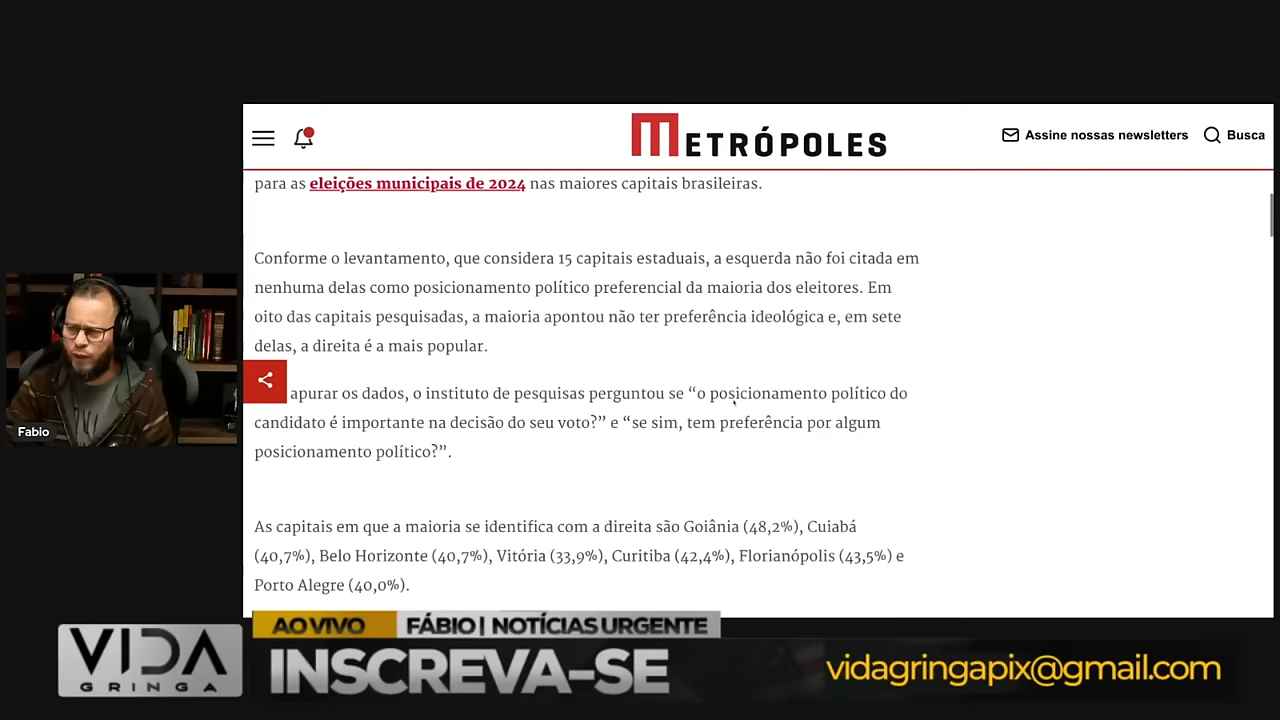 METRÓPOLES
Assine nossas newsletters
Busca
para as eleições municipais de 2024 nas maiores capitais brasileiras.
Conforme o levantamento, que considera 15 capitais estaduais, a esquerda não foi citada em
nenhuma delas como posicionamento político preferencial da maioria dos eleitores. Em
oito das capitais pesquisadas, a maioria apontou não ter preferência ideológica e, em sete
delas, a direita é a mais popular.
apurar os dados, o instituto de pesquisas perguntou se “o posicionamento político do
candidato é importante na decisão do seu voto?” e “se sim, tem preferência por algum
posicionamento político?”.
As capitais em que a maioria se identifica com a direita são Goiânia (48,2%), Cuiabá
(40,7%), Belo Horizonte (40,7%), Vitória (33,9%), Curitiba (42,4%), Florianópolis (43,5%) e
Porto Alegre (40,0%).
Fabio
AO VIVO
FÁBIO | NOTÍCIAS URGENTE
VIDA
GRINGA
INSCREVA-SE
vidagringapix@gmail.com